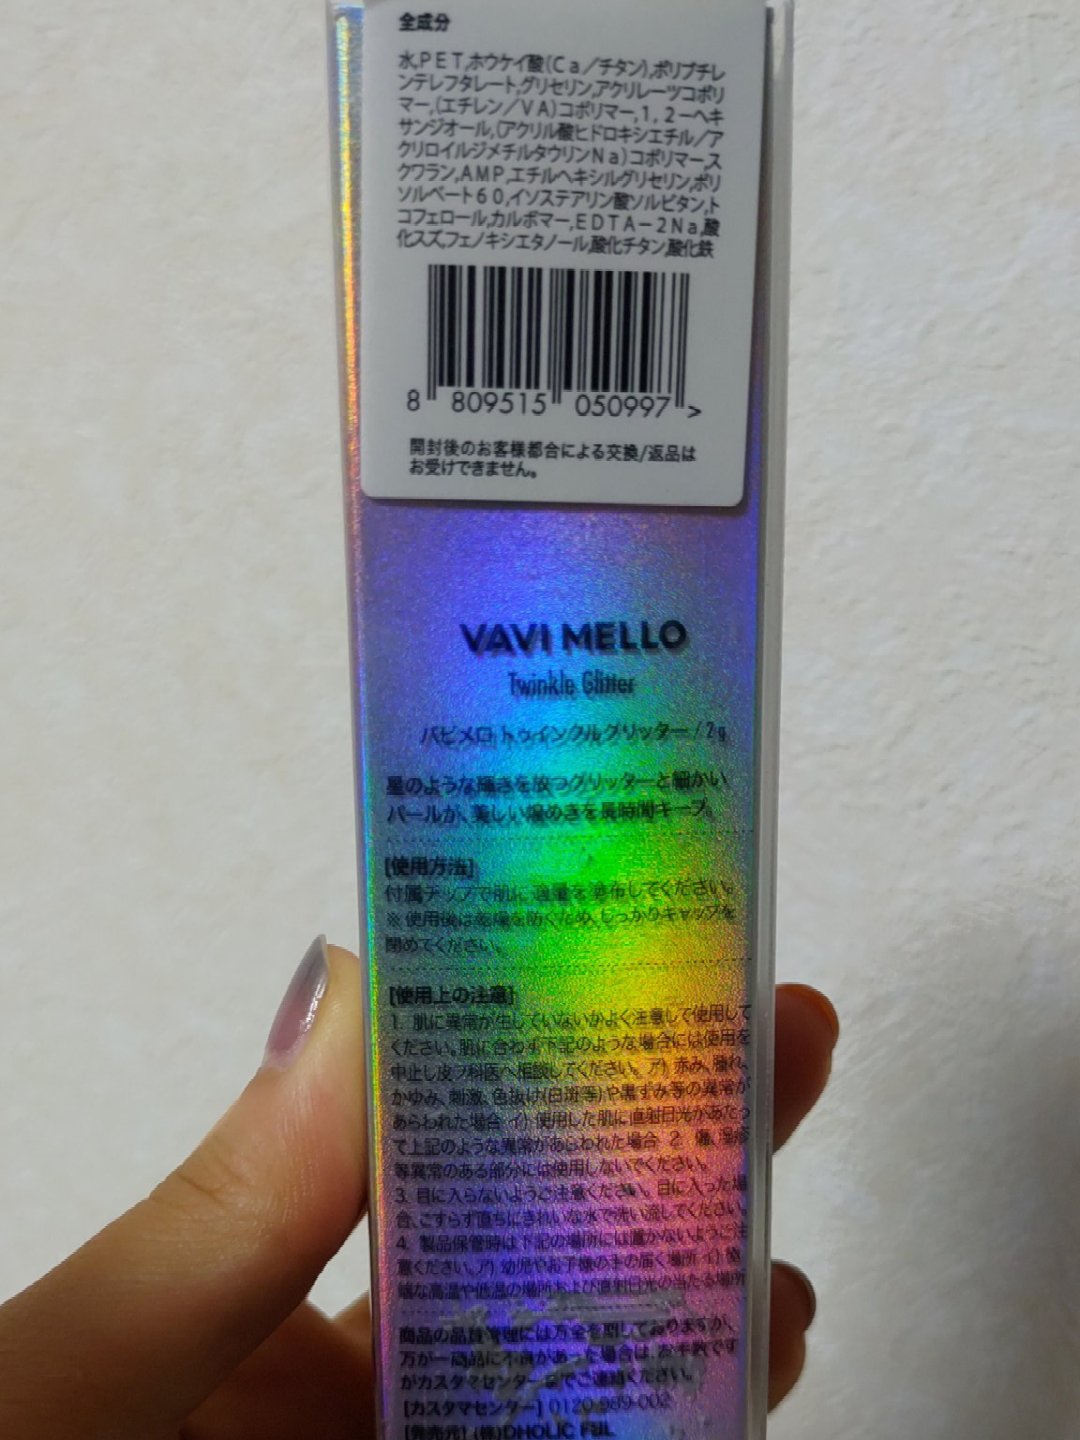 全成分
水,PET,ホウケイ酸(Ca/チタン),ポリブチレ
ンテレフタレート,グリセリン,アクリレーツコポリ
マー,(エチレン/VA)コポリマー,1,2-ヘキ
サンジオール,(アクリル酸ヒドロキシエチル/ア
クリロイルジメチルタウリンNa)コポリマー,ス
クワラン,AMP,エチルヘキシルグリセリン,ポリ
ソルベート60,イソステアリン酸ソルビタン,ト
コフェロール,カルボマー,EDTA-2Na,酸
化スズ,フェノキシエタノール,酸化チタン,酸化鉄
8 809515 050997 >
開封後のお客様都合による交換/返品は
お受けできません。
VAVI MELLO
Twinkle Glitter
バビメロ トゥインクルグリッター / 2g
星のような輝きを放つグリッターと細かい
パールが、美しい煌めきを長時間キープ。
[使用方法]
付属チップで肌に適量を塗布してください。
※ 使用後は乾燥を防ぐため、しっかりキャップを
閉めてください。
[使用上の注意]
1. 肌に異常が生じていないかよく注意して使用して
ください。肌に合わず下記のような場合には使用を
中止し皮フ科医へ相談してください。ア) 赤み、腫れ、
かゆみ、刺激、色抜け(白斑等)や黒ずみ等の異常が
あらわれた場合 イ) 使用した肌に直射日光があたっ
て上記のような異常があらわれた場合 2. 傷、湿疹
等異常のある部分には使用しないでください。
3. 目に入らないようご注意ください。目に入った場
合、こすらず直ちにきれいな水で洗い流してください。
4. 製品保管時は下記の場所には置かないようご注
意ください。ア) 幼児やお子様の手の届く場所 イ) 極
端な高温や低温の場所および直射日光の当たる場所
商品の品質管理には万全を期しておりますが、
万が一商品に不良があった場合は、お手数です
がカスタマセンターまでご連絡ください。
[カスタマセンター] 0120-989-002
[発売元] (株)DHOLIC